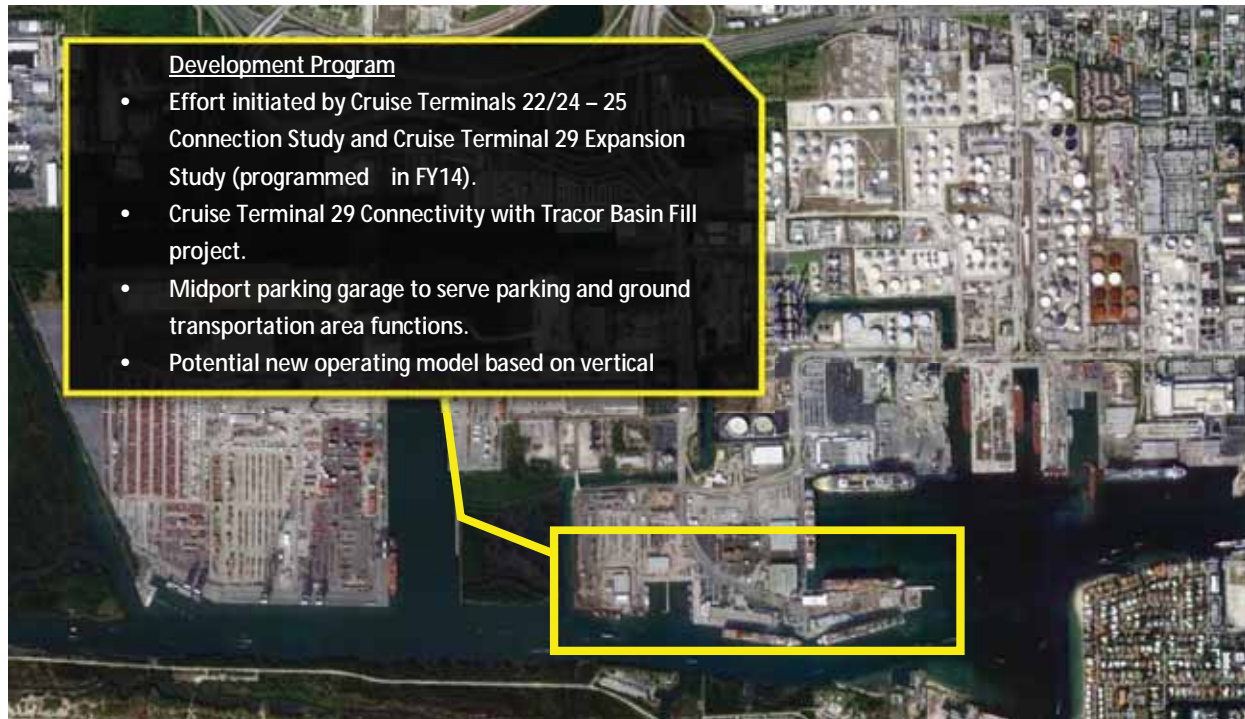 Development Program
• Effort initiated by Cruise Terminals 22/24 – 25
Connection Study and Cruise Terminal 29 Expansion
Study (programmed in FY14).
• Cruise Terminal 29 Connectivity with Tracor Basin Fill
project.
• Midport parking garage to serve parking and ground
transportation area functions.
• Potential new operating model based on vertical